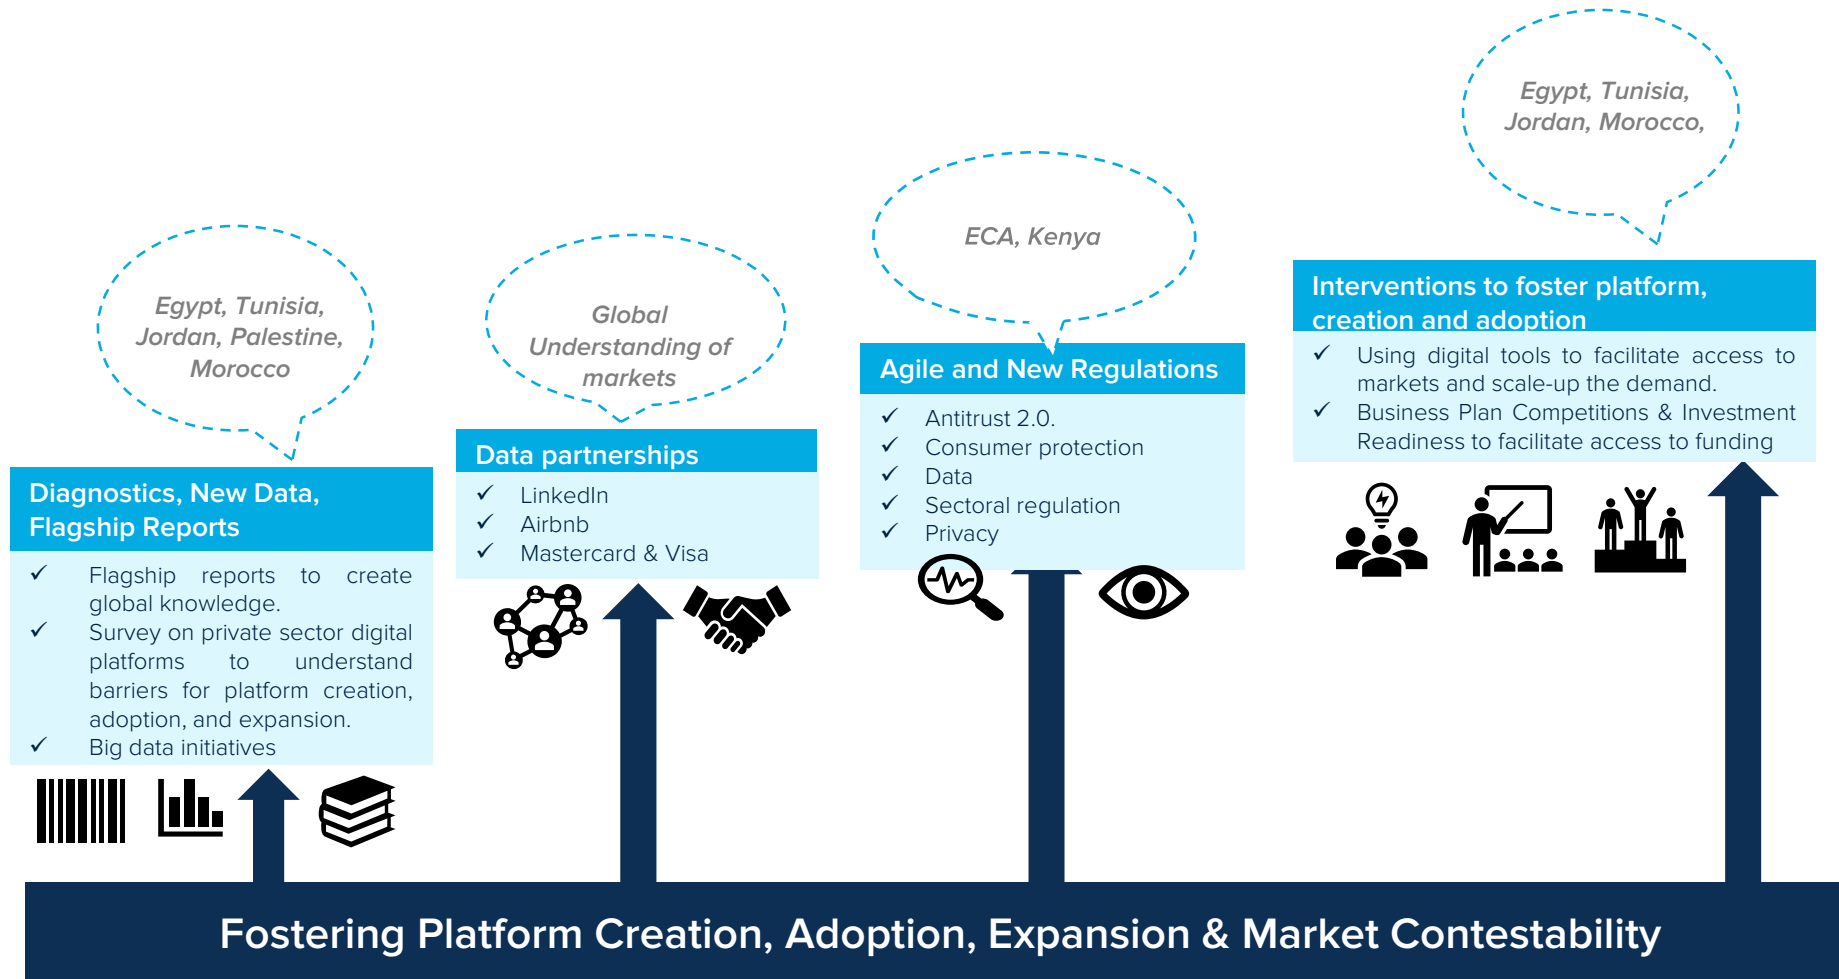 Egypt, Tunisia,
Jordan, Palestine,
Morocco
Diagnostics, New Data,
Flagship Reports
✓ Flagship reports to create
global knowledge.
✓ Survey on private sector digital
platforms to understand
barriers for platform creation,
adoption, and expansion.
✓ Big data initiatives
Global
Understanding of
markets
Data partnerships
✓ LinkedIn
✓ Airbnb
✓ Mastercard & Visa
ECA, Kenya
Agile and New Regulations
✓ Antitrust 2.0.
✓ Consumer protection
✓ Data
✓ Sectoral regulation
✓ Privacy
Egypt, Tunisia,
Jordan, Morocco,
Interventions to foster platform,
creation and adoption
✓ Using digital tools to facilitate access to
markets and scale-up the demand.
✓ Business Plan Competitions & Investment
Readiness to facilitate access to funding
Fostering Platform Creation, Adoption, Expansion & Market Contestability